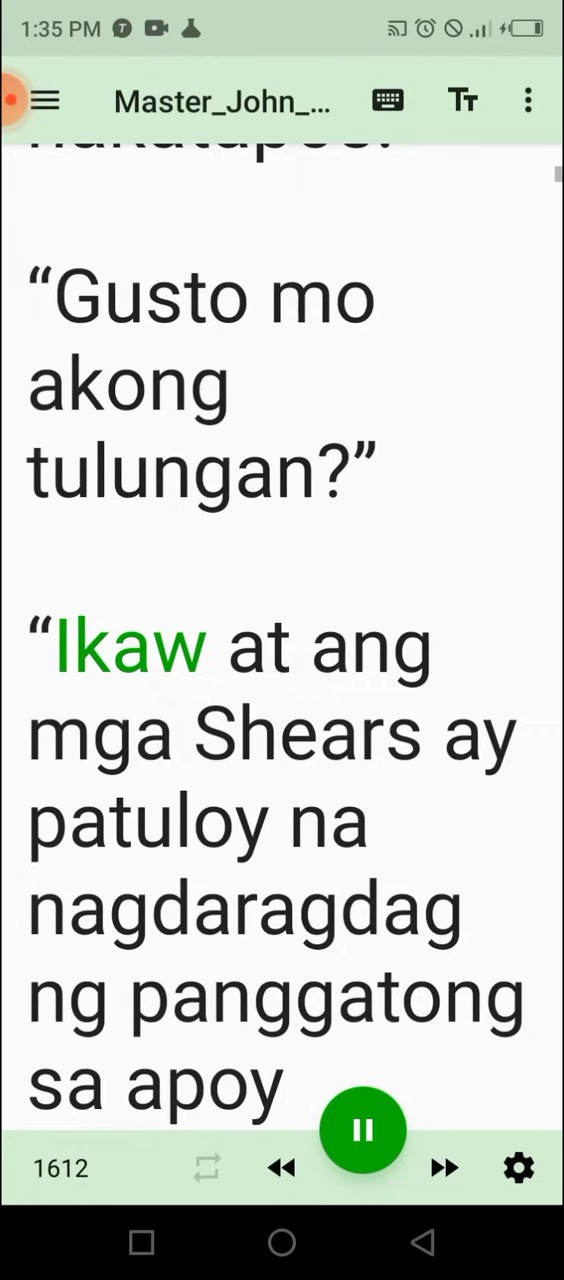 1:35 PM
Master_John_...
“Gusto mo
akong
tulungan?”
“Ikaw at ang
mga Shears ay
patuloy na
nagdaragdag
ng panggatong
sa apoy
1612